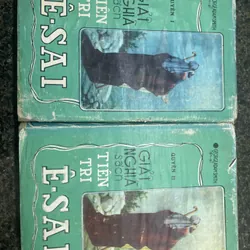 QUYỂN I
GIẢI
NGHĨA
SÁCH
TIÊN
TRI
Ê-SAI
QUYỂN II
GIẢI
NGHĨA
SÁCH
TIÊN
TRI
Ê-SAI